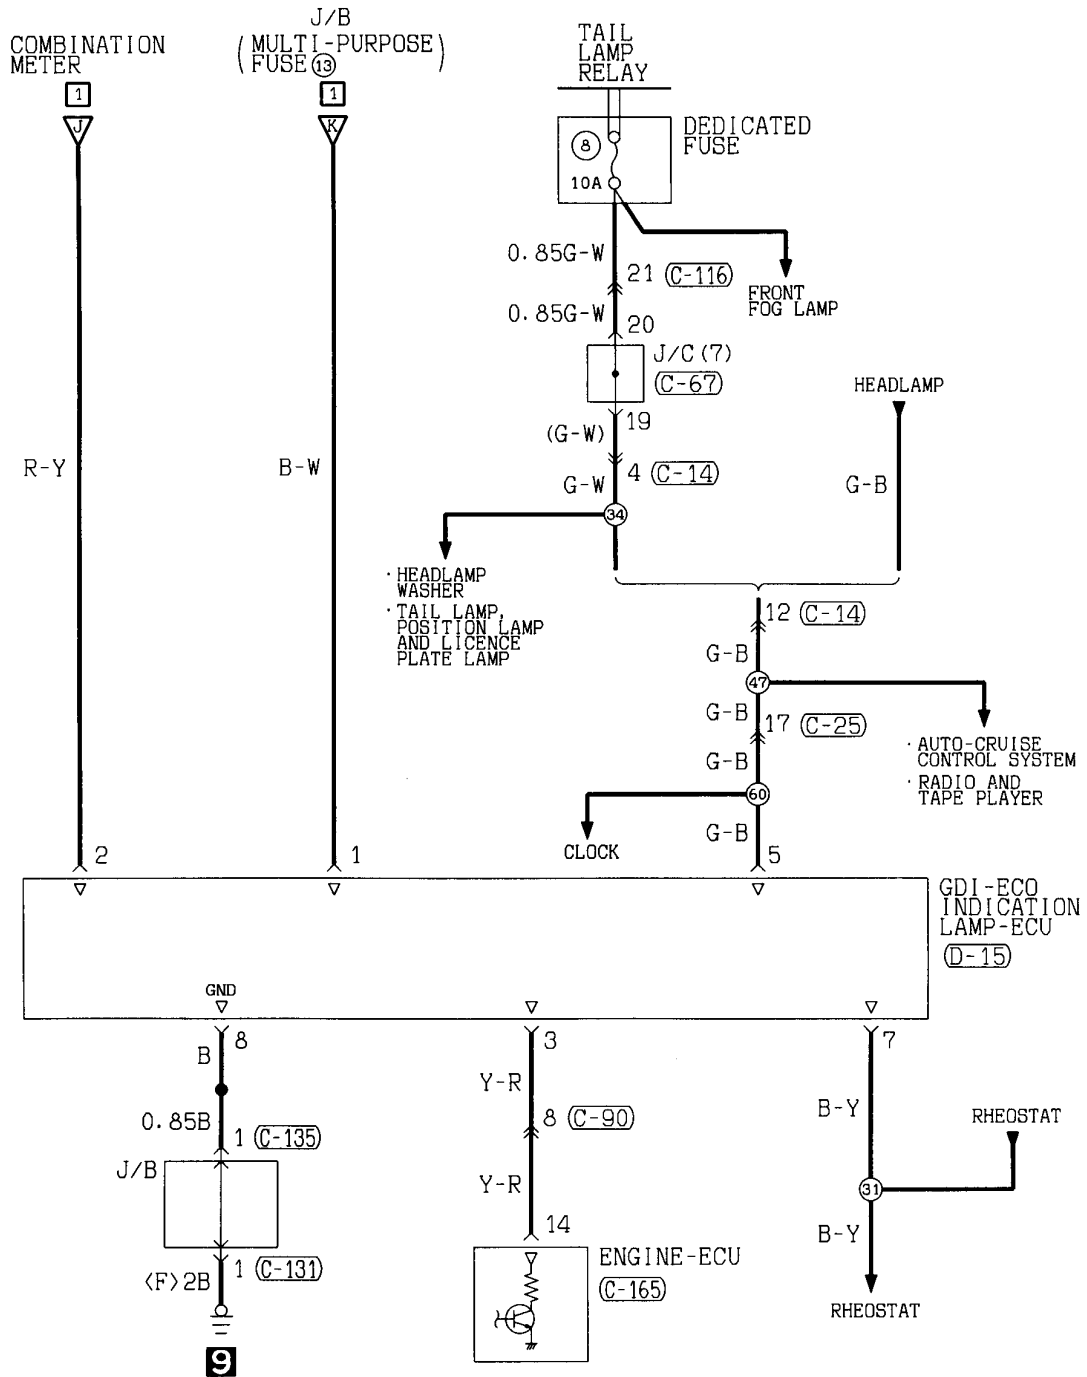 COMBINATION
METER
1
J
J/B
(MULTI-PURPOSE)
FUSE 13
1
K
TAIL
LAMP
RELAY
DEDICATED
FUSE
8
10A
0.85G-W
21 C-116
FRONT
FOG LAMP
0.85G-W
20
J/C(7)
C-67
HEADLAMP
19
(G-W)
R-Y
B-W
4 C-14
G-W
G-B
34
· HEADLAMP
WASHER
· TAIL LAMP,
POSITION LAMP
AND LICENCE
PLATE LAMP
12 C-14
G-B
47
G-B
17 C-25
· AUTO-CRUISE
CONTROL SYSTEM
· RADIO AND
TAPE PLAYER
G-B
60
G-B
CLOCK
2
1
5
GDI-ECO
INDICATION
LAMP-ECU
D-15
GND
8
3
7
B
Y-R
B-Y
0.85B
8 C-90
RHEOSTAT
1 C-135
J/B
Y-R
31
B-Y
14
1 C-131
<F>2B
ENGINE-ECU
C-165
RHEOSTAT
9